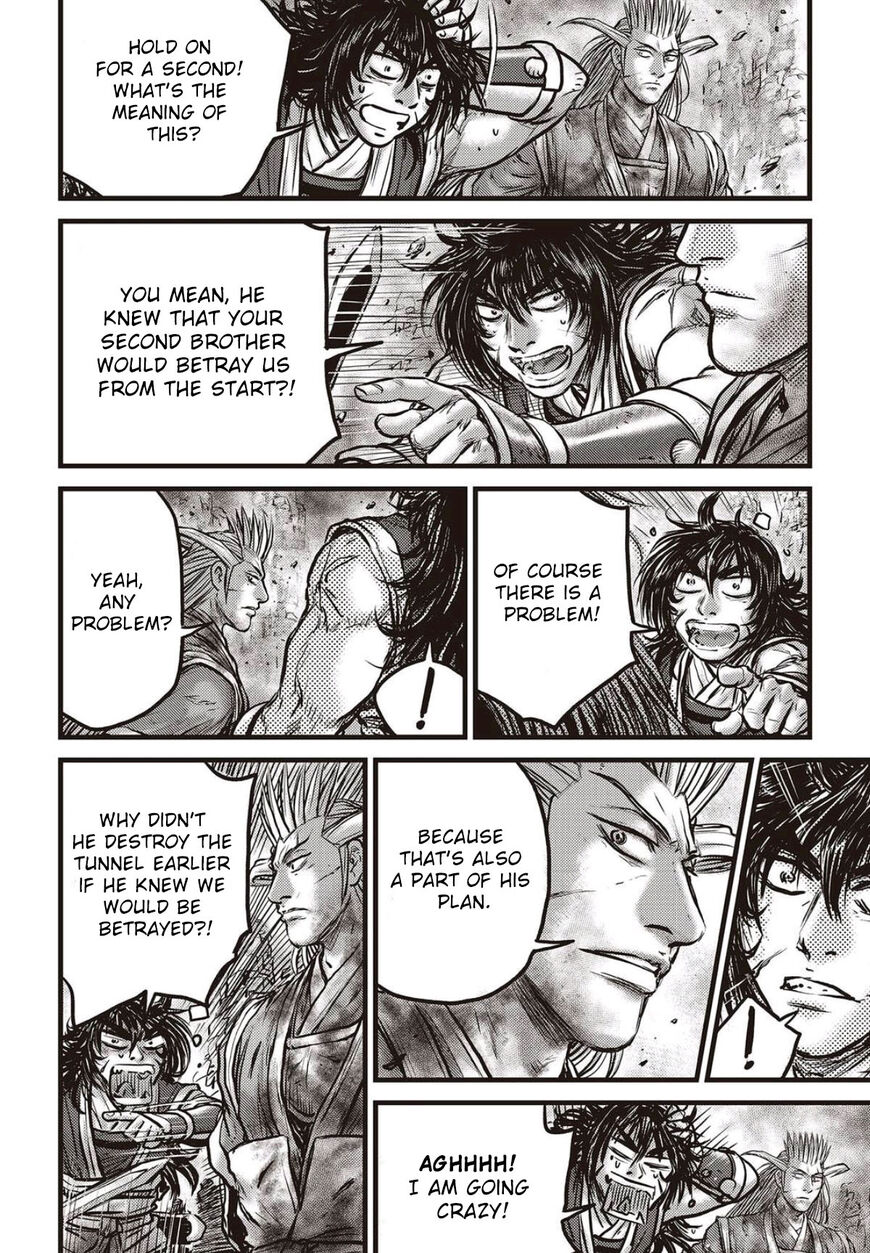 HOLD ON
FOR A SECOND!
WHAT'S THE
MEANING OF
THIS?
YOU MEAN, HE
KNEW THAT YOUR
SECOND BROTHER
WOULD BETRAY US
FROM THE START?!
YEAH,
ANY
PROBLEM?
!
OF COURSE
THERE IS A
PROBLEM!
WHY DIDN'T
HE DESTROY THE
TUNNEL EARLIER
IF HE KNEW WE
WOULD BE
BETRAYED?!
BECAUSE
THAT'S ALSO
A PART OF HIS
PLAN.
!
AGHHHH!
I AM GOING
CRAZY!